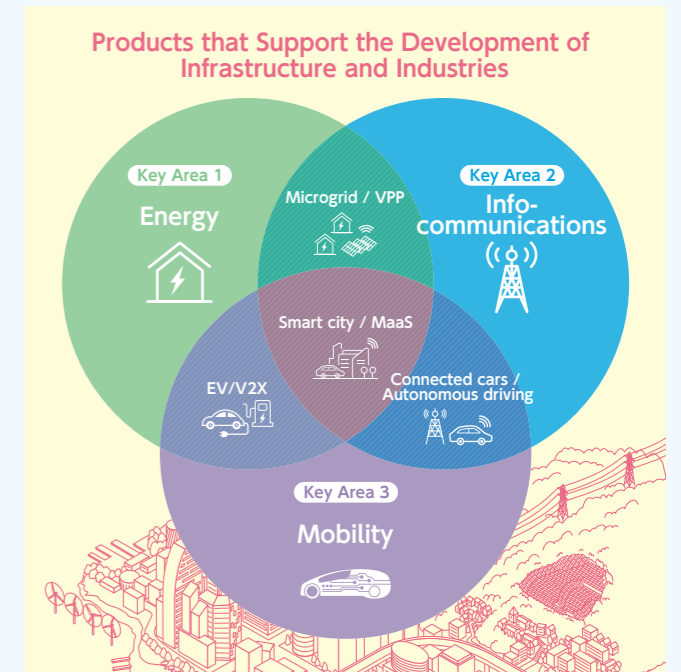 Products that Support the Development of
Infrastructure and Industries
Key Area 1
Energy
Microgrid / VPP
Key Area 2
Info-
communications
Smart city / MaaS
EV/V2X
Connected cars /
Autonomous driving
Key Area 3
Mobility